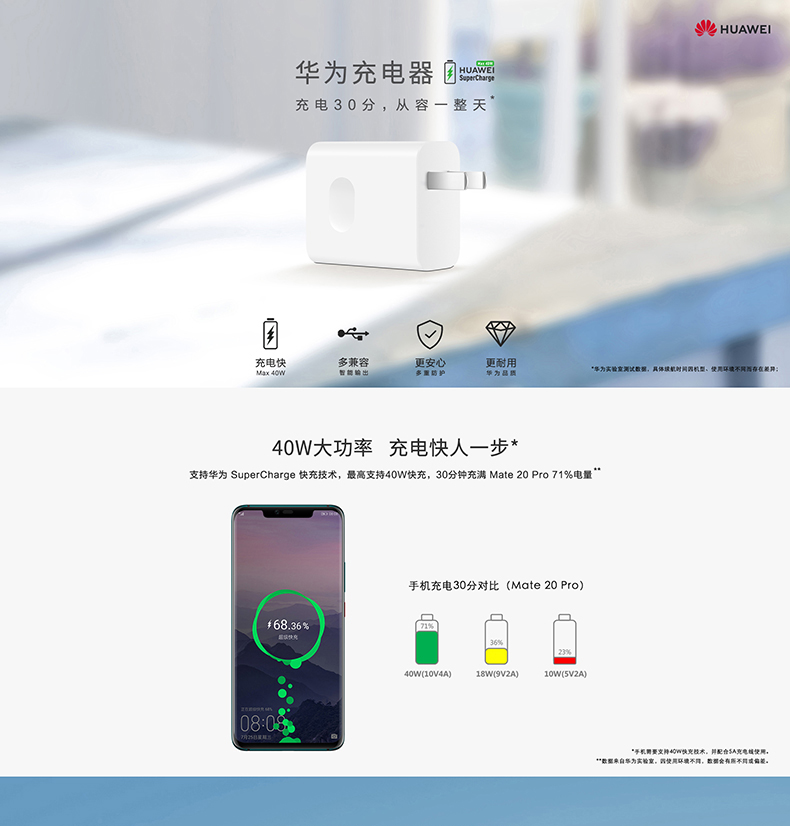 HUAWEI
华为充电器
Max 40W
HUAWEI
SuperCharge
充电30分，从容一整天*
充电快
Max 40W
多兼容
智能输出
更安心
多重防护
更耐用
华为品质
*华为实验室测试数据，具体续航时间因机型、使用环境不同而存在差异；
40W大功率 充电快人一步*
支持华为 SuperCharge 快充技术，最高支持40W快充，30分钟充满 Mate 20 Pro 71%电量**
68.36%
超级快充
08:08
7月25日星期三
手机充电30分对比（Mate 20 Pro）
71%
36%
23%
40W(10V4A)
18W(9V2A)
10W(5V2A)
*手机需要支持40W快充技术，并配合5A充电线使用。
**数据来自华为实验室，因使用环境不同，数据会有所不同或偏差。